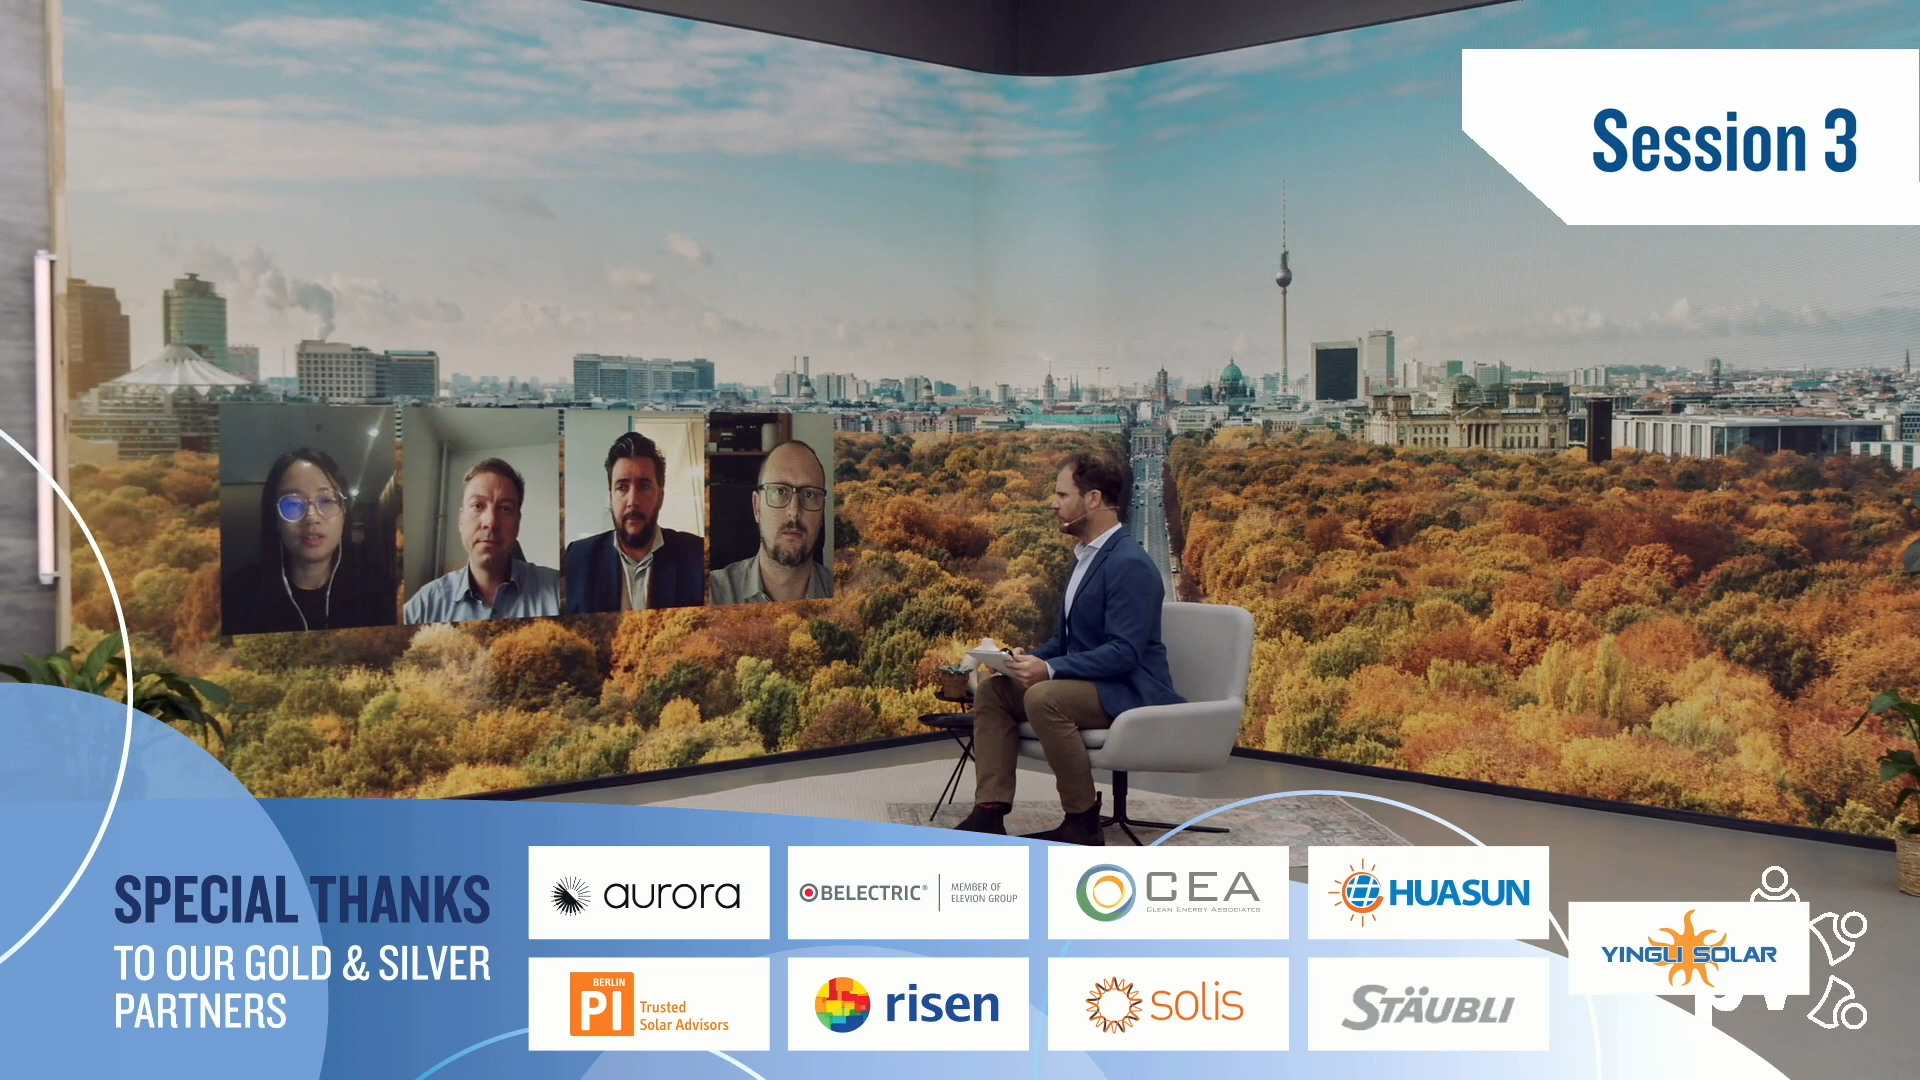 Session 3
SPECIAL THANKS
TO OUR GOLD & SILVER
PARTNERS
aurora
BELECTRIC®
MEMBER OF
ELEVION GROUP
CEA
CLEAN ENERGY ASSOCIATES
HUASUN
YINGLI SOLAR
BERLIN
PI
Trusted
Solar Advisors
risen
solis
STÄUBLI